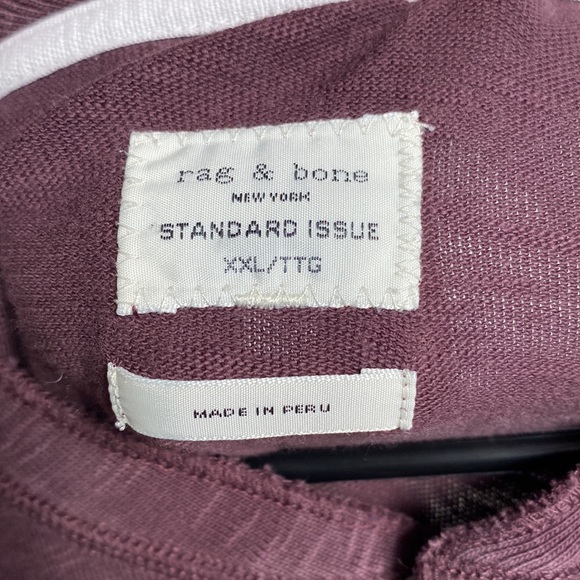 rag & bone
NEW YORK
STANDARD ISSUE
XXL/TTG
MADE IN PERU